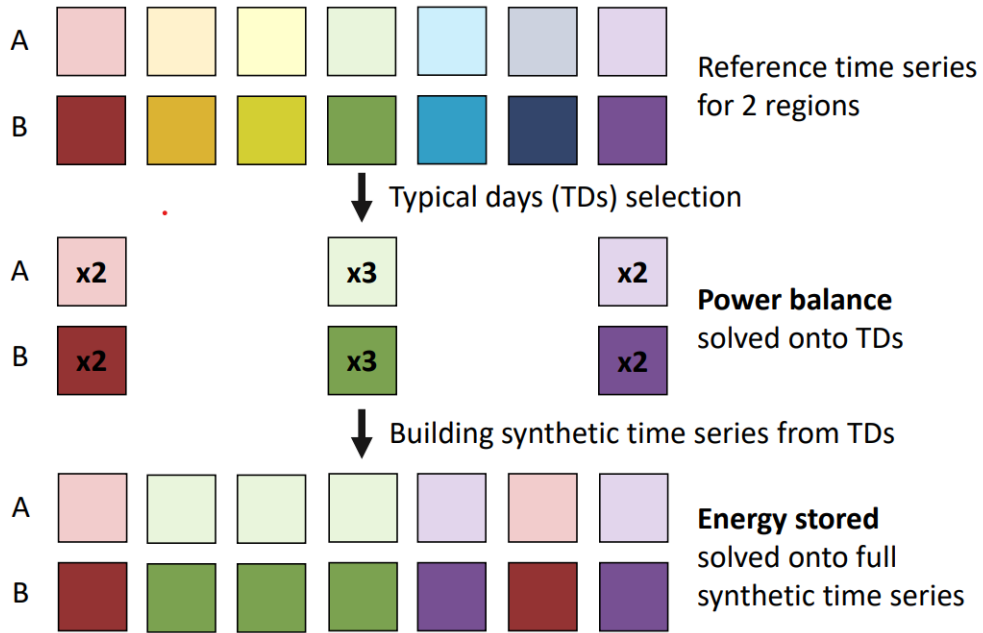 A
Reference time series
for 2 regions
B
Typical days (TDs) selection
A
x2
x3
x2
Power balance
solved onto TDs
B
x2
x3
x2
Building synthetic time series from TDs
A
Energy stored
solved onto full
synthetic time series
B